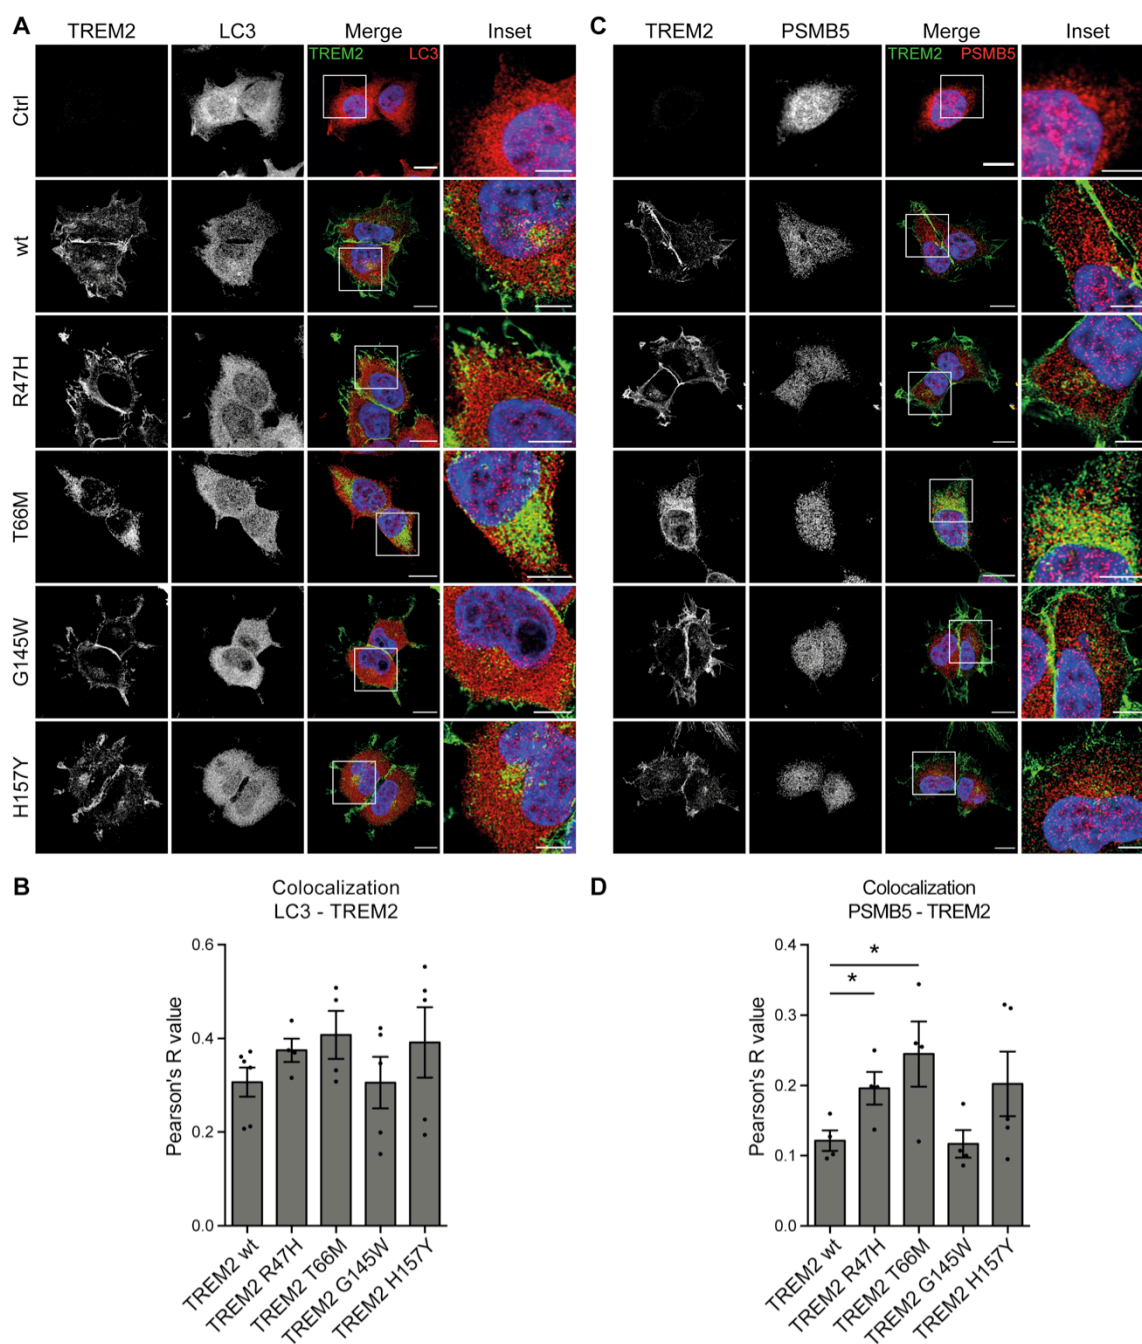 A
TREM2 LC3 Merge Inset
TREM2 LC3
Ctrl
wt
R47H
T66M
G145W
H157Y
C
TREM2 PSMB5 Merge Inset
TREM2 PSMB5
B
Colocalization
LC3 - TREM2
Pearson's R value
0.6
0.4
0.2
0.0
TREM2 wt
TREM2 R47H
TREM2 T66M
TREM2 G145W
TREM2 H157Y
D
Colocalization
PSMB5 - TREM2
Pearson's R value
0.4
0.3
0.2
0.1
0.0
*
*
TREM2 wt
TREM2 R47H
TREM2 T66M
TREM2 G145W
TREM2 H157Y